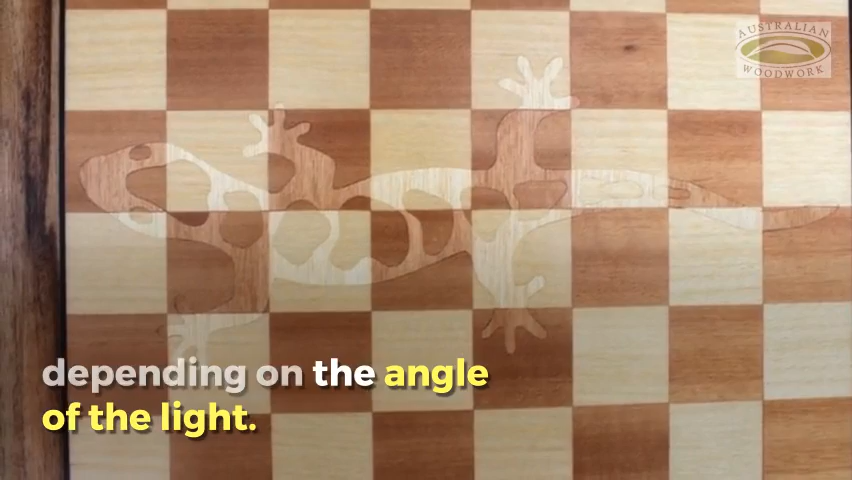 AUSTRALIAN
WOODWORK
depending on the angle
of the light.